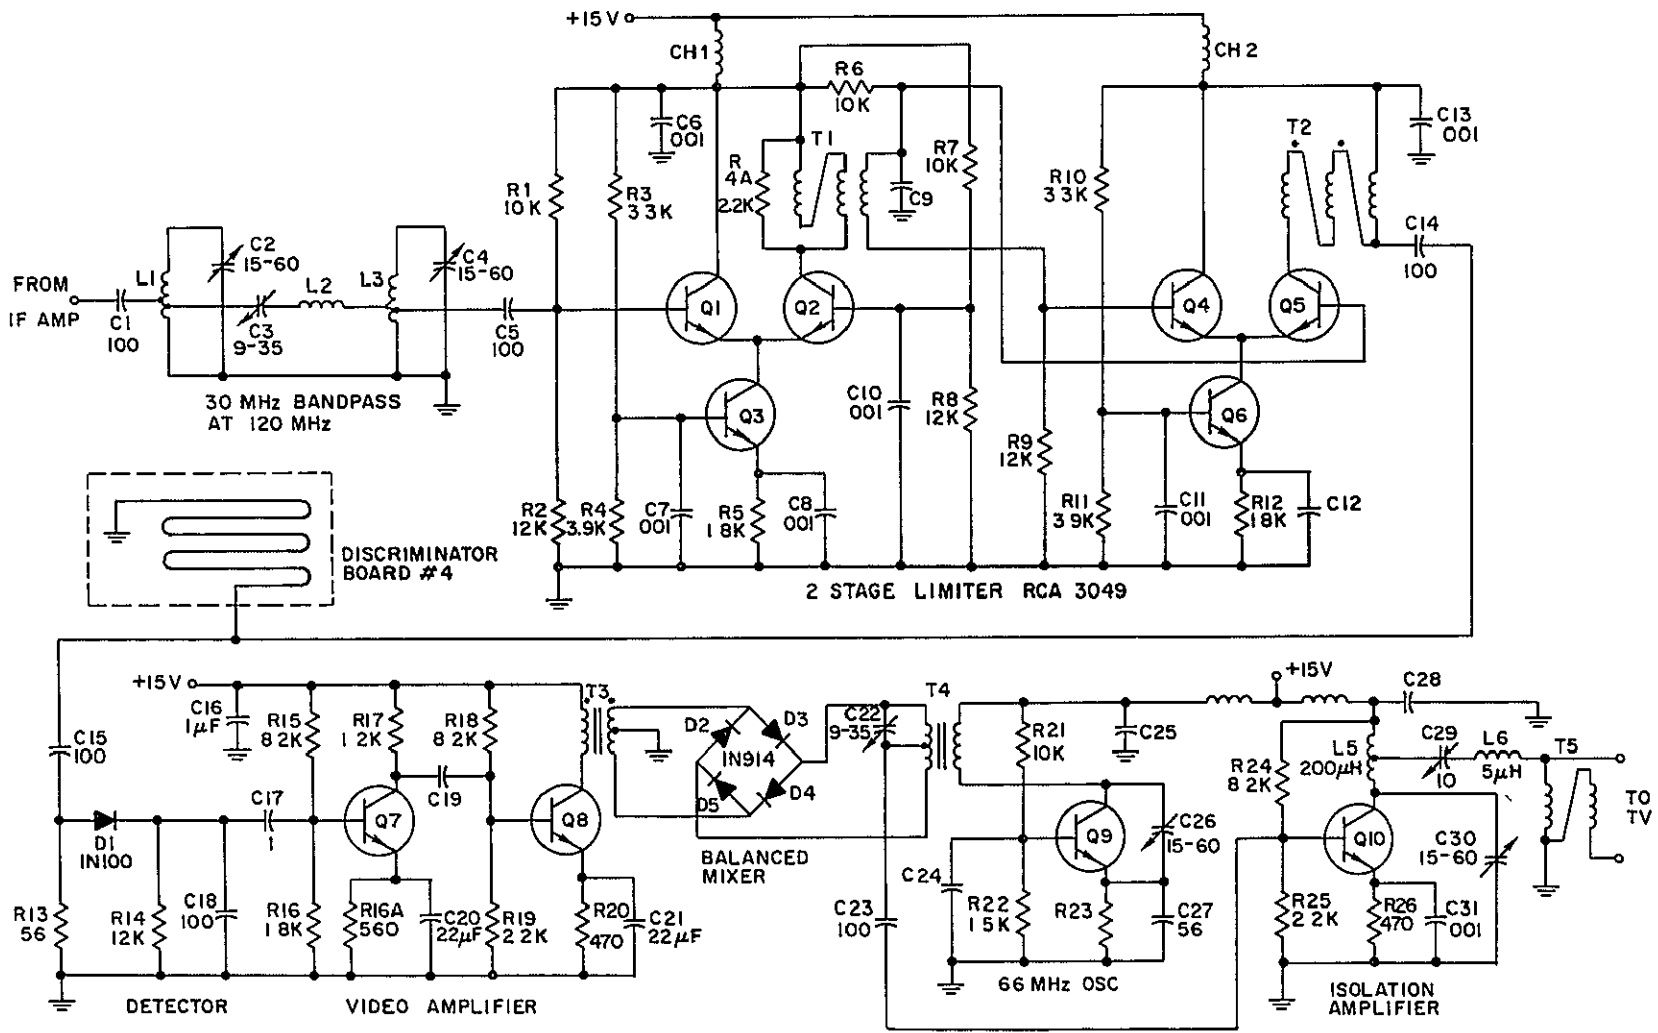 +15V
CH1
CH2
R6
10K
C6
001
T1
R7
10K
C13
001
T2
R
4A
2.2K
C9
R1
10K
R3
3 3K
R10
3 3K
C14
100
C2
15-60
C4
15-60
L1
L2
L3
FROM
IF AMP
C1
100
C3
9-35
C5
100
Q1
Q2
Q4
Q5
30 MHz BANDPASS
AT 120 MHz
Q3
C10
001
R8
12K
Q6
R9
12K
R2
12K
R4
3.9K
C7
001
R5
1 8K
C8
001
R11
3 9K
C11
001
R12
1 8K
C12
DISCRIMINATOR
BOARD #4
2 STAGE LIMITER RCA 3049
+15V
C16
1µF
R15
8 2K
R17
1 2K
R18
8 2K
T3
D2
D3
IN914
D5
D4
C22
9-35
T4
R21
10K
C25
+15V
C28
C29
10
L6
5µH
T5
L5
200µH
R24
8 2K
C15
100
C17
1
C19
D1
IN100
Q7
Q8
BALANCED
MIXER
Q9
C26
15-60
Q10
C30
15-60
TO
TV
R13
56
R14
12K
C18
100
R16
1 8K
R16A
560
C20
22µF
R19
2 2K
R20
470
C21
22µF
C23
100
C24
R22
1 5K
R23
C27
56
R25
2 2K
R26
470
C31
001
DETECTOR
VIDEO AMPLIFIER
66 MHz OSC
ISOLATION
AMPLIFIER